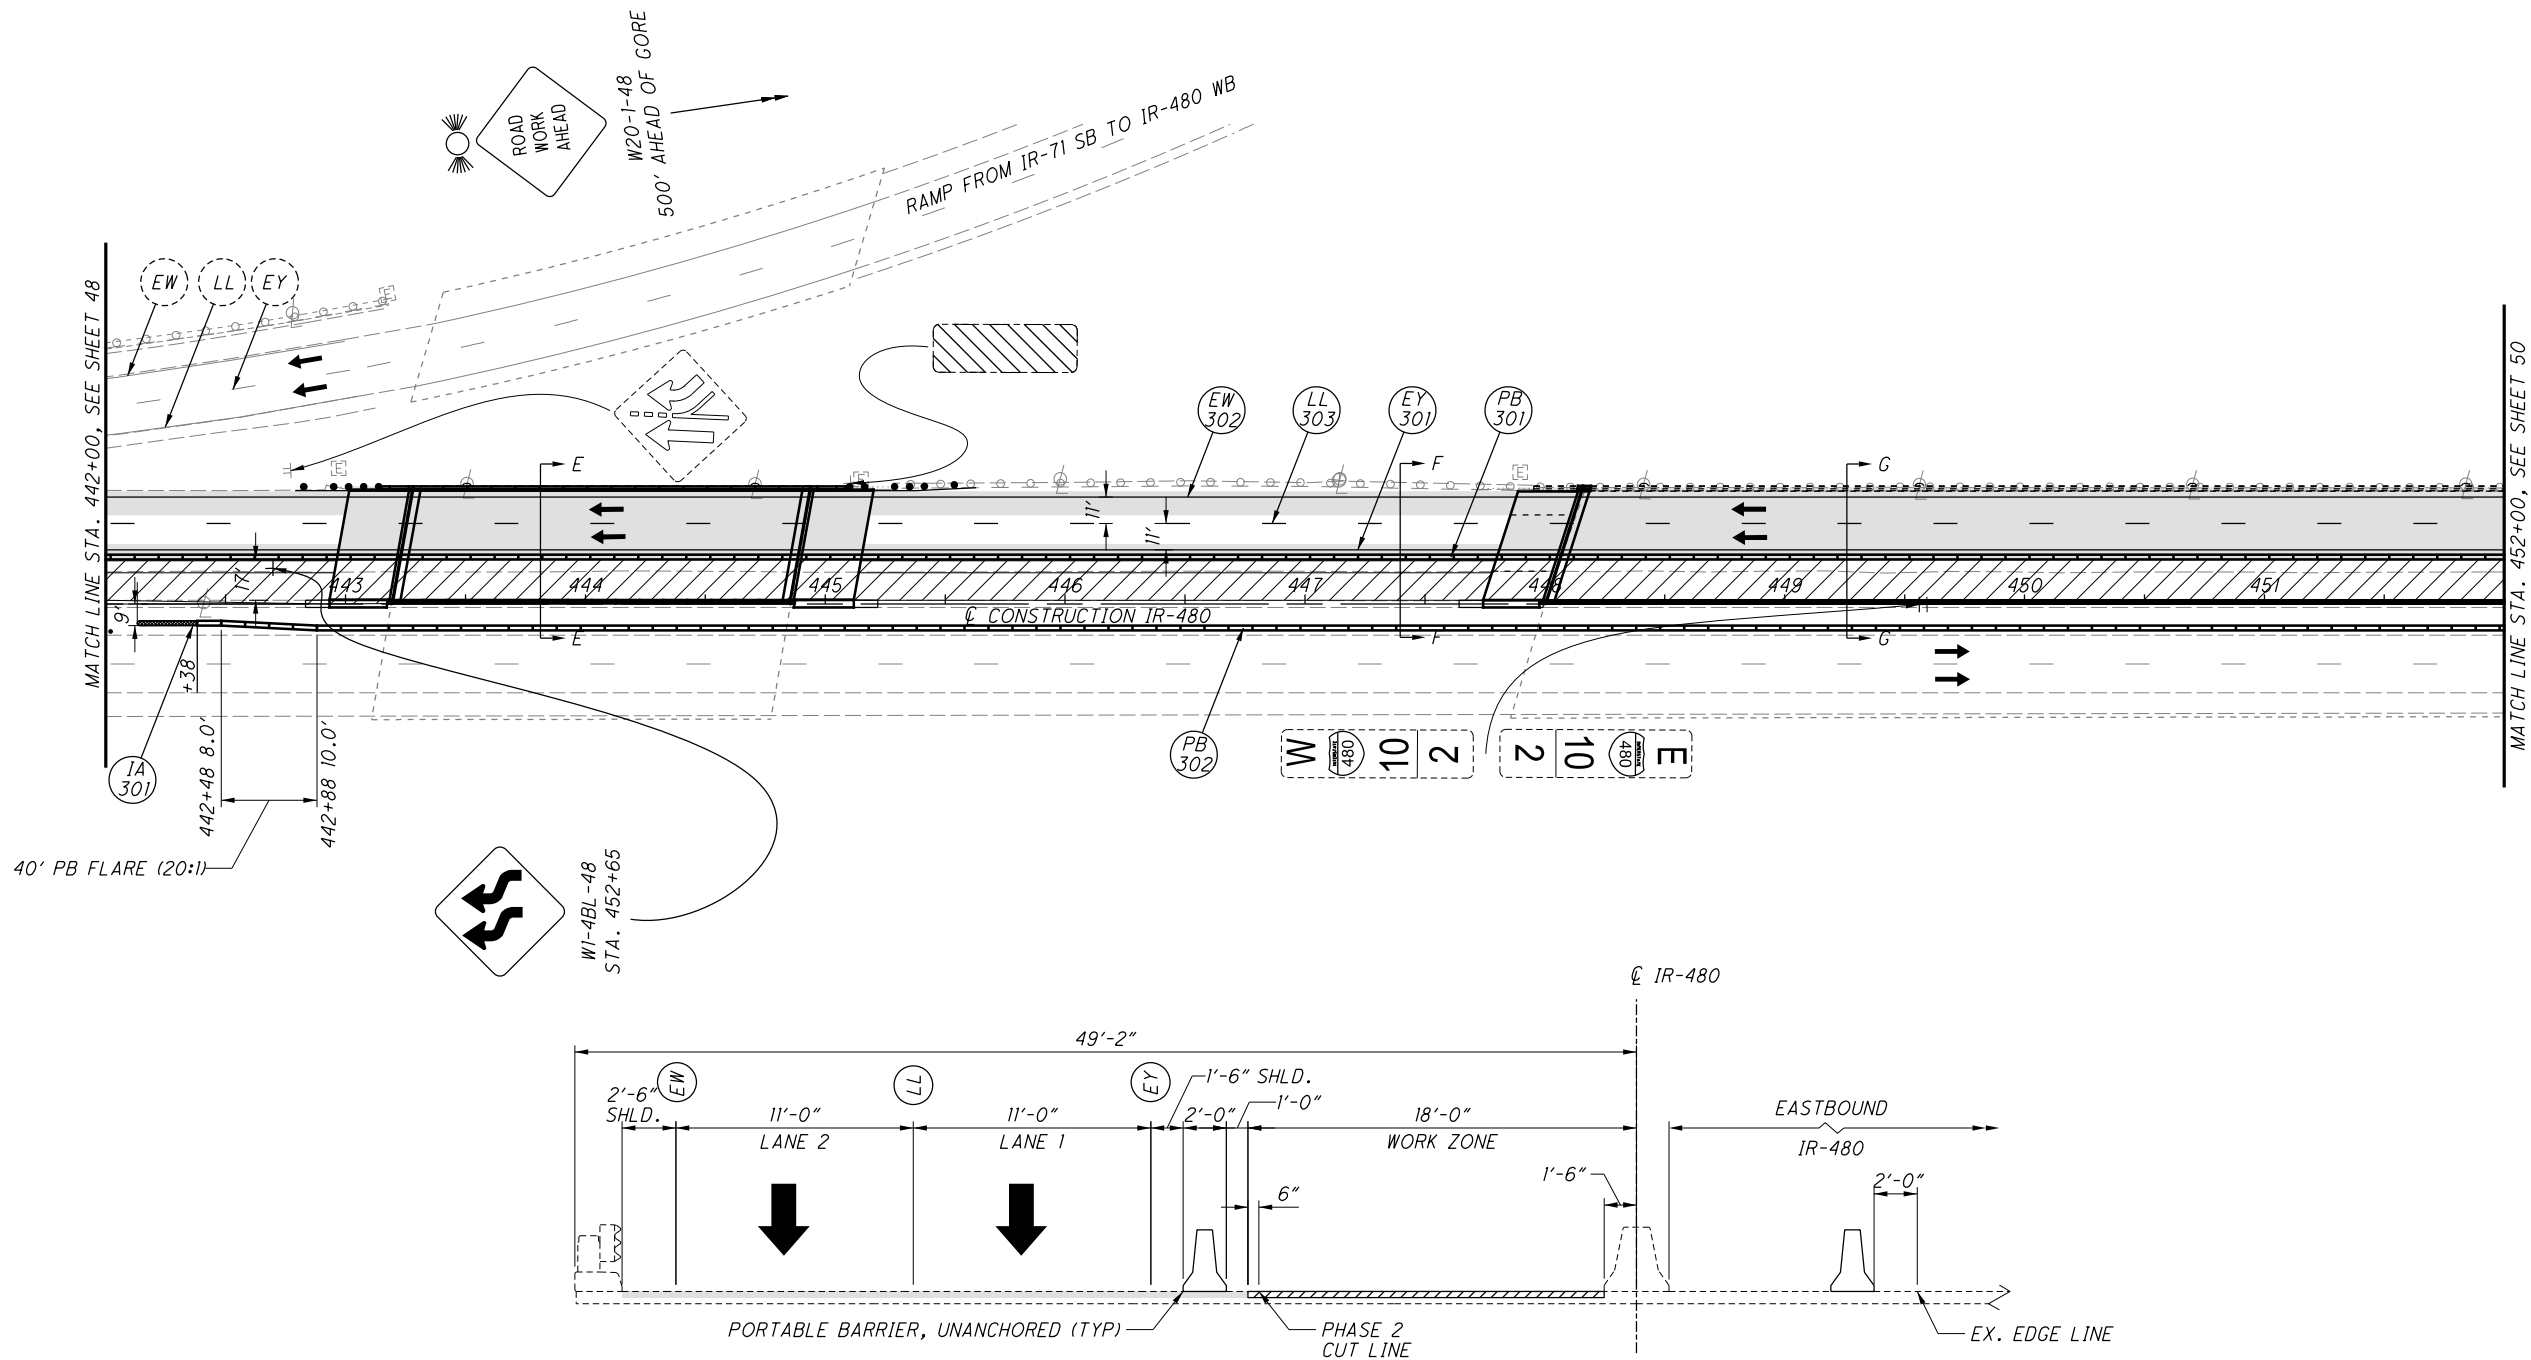 ROAD
WORK
AHEAD
W20-1-48
500' AHEAD OF GORE
RAMP FROM IR-71 SB TO IR-480 WB
MATCH LINE STA. 442+00, SEE SHEET 48
EW
LL
EY
E
E
E
E
EW
302
LL
303
EY
301
PB
301
E
F
G
11'
11'
17'
9'
443
444
445
446
447
448
449
450
451
℄ CONSTRUCTION IR-480
E
F
G
MATCH LINE STA. 452+00, SEE SHEET 50
+38
IA
301
442+48 8.0'
442+88 10.0'
40' PB FLARE (20:1)
PB
302
W
480
10
2
2
10
480
E
W1-4BL-48
STA. 452+65
℄ IR-480
49'-2"
EW
LL
EY
2'-6"
SHLD.
11'-0"
LANE 2
11'-0"
LANE 1
1'-6" SHLD.
2'-0"
1'-0"
18'-0"
WORK ZONE
EASTBOUND
IR-480
1'-6"
6"
2'-0"
PORTABLE BARRIER, UNANCHORED (TYP)
PHASE 2
CUT LINE
EX. EDGE LINE